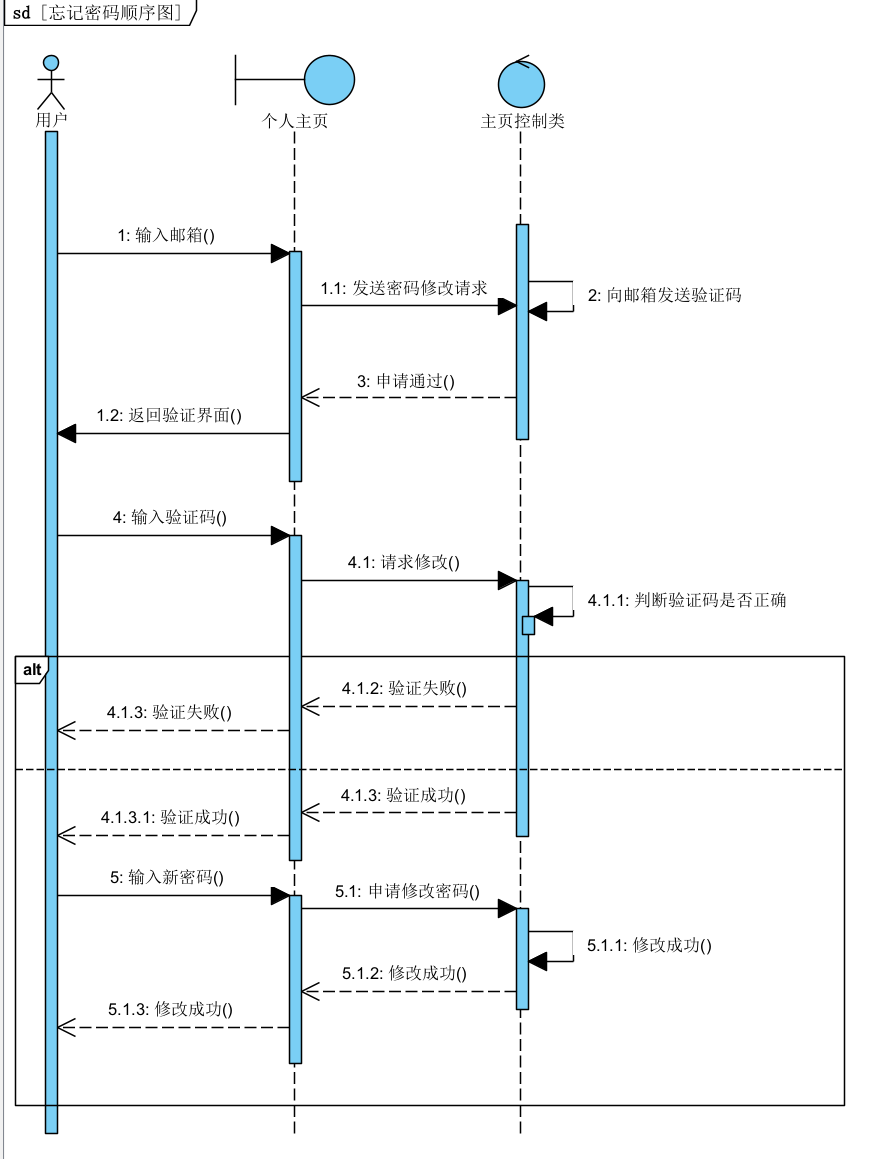 sd [忘记密码顺序图]
用户
个人主页
主页控制类
1: 输入邮箱()
1.1: 发送密码修改请求
2: 向邮箱发送验证码
3: 申请通过()
1.2: 返回验证界面()
4: 输入验证码()
4.1: 请求修改()
4.1.1: 判断验证码是否正确
alt
4.1.2: 验证失败()
4.1.3: 验证失败()
4.1.3: 验证成功()
4.1.3.1: 验证成功()
5: 输入新密码()
5.1: 申请修改密码()
5.1.1: 修改成功()
5.1.2: 修改成功()
5.1.3: 修改成功()